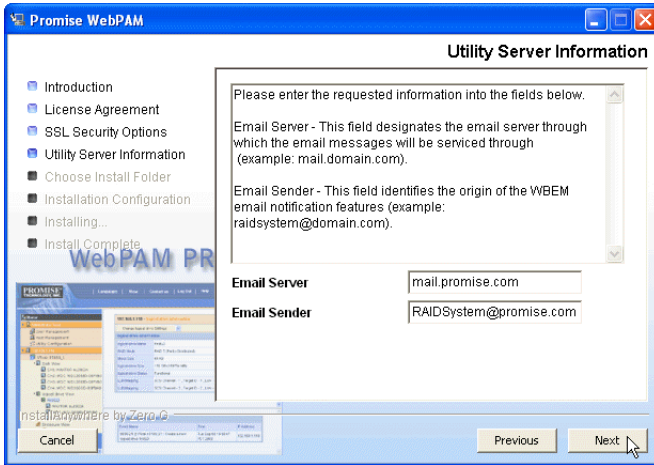 Promise WebPAM
Utility Server Information
Introduction
License Agreement
SSL Security Options
Utility Server Information
Choose Install Folder
Installation Configuration
Installing...
Install Complete
WebPAM PR
PROMISE
Please enter the requested information into the fields below.
Email Server - This field designates the email server through
which the email messages will be serviced through
(example: mail.domain.com).
Email Sender - This field identifies the origin of the WBEM
email notification features (example:
raidsystem@domain.com).
Email Server
mail.promise.com
Email Sender
RAIDSystem@promise.com
nstallAnywhere by Zero G
Cancel
Previous
Next